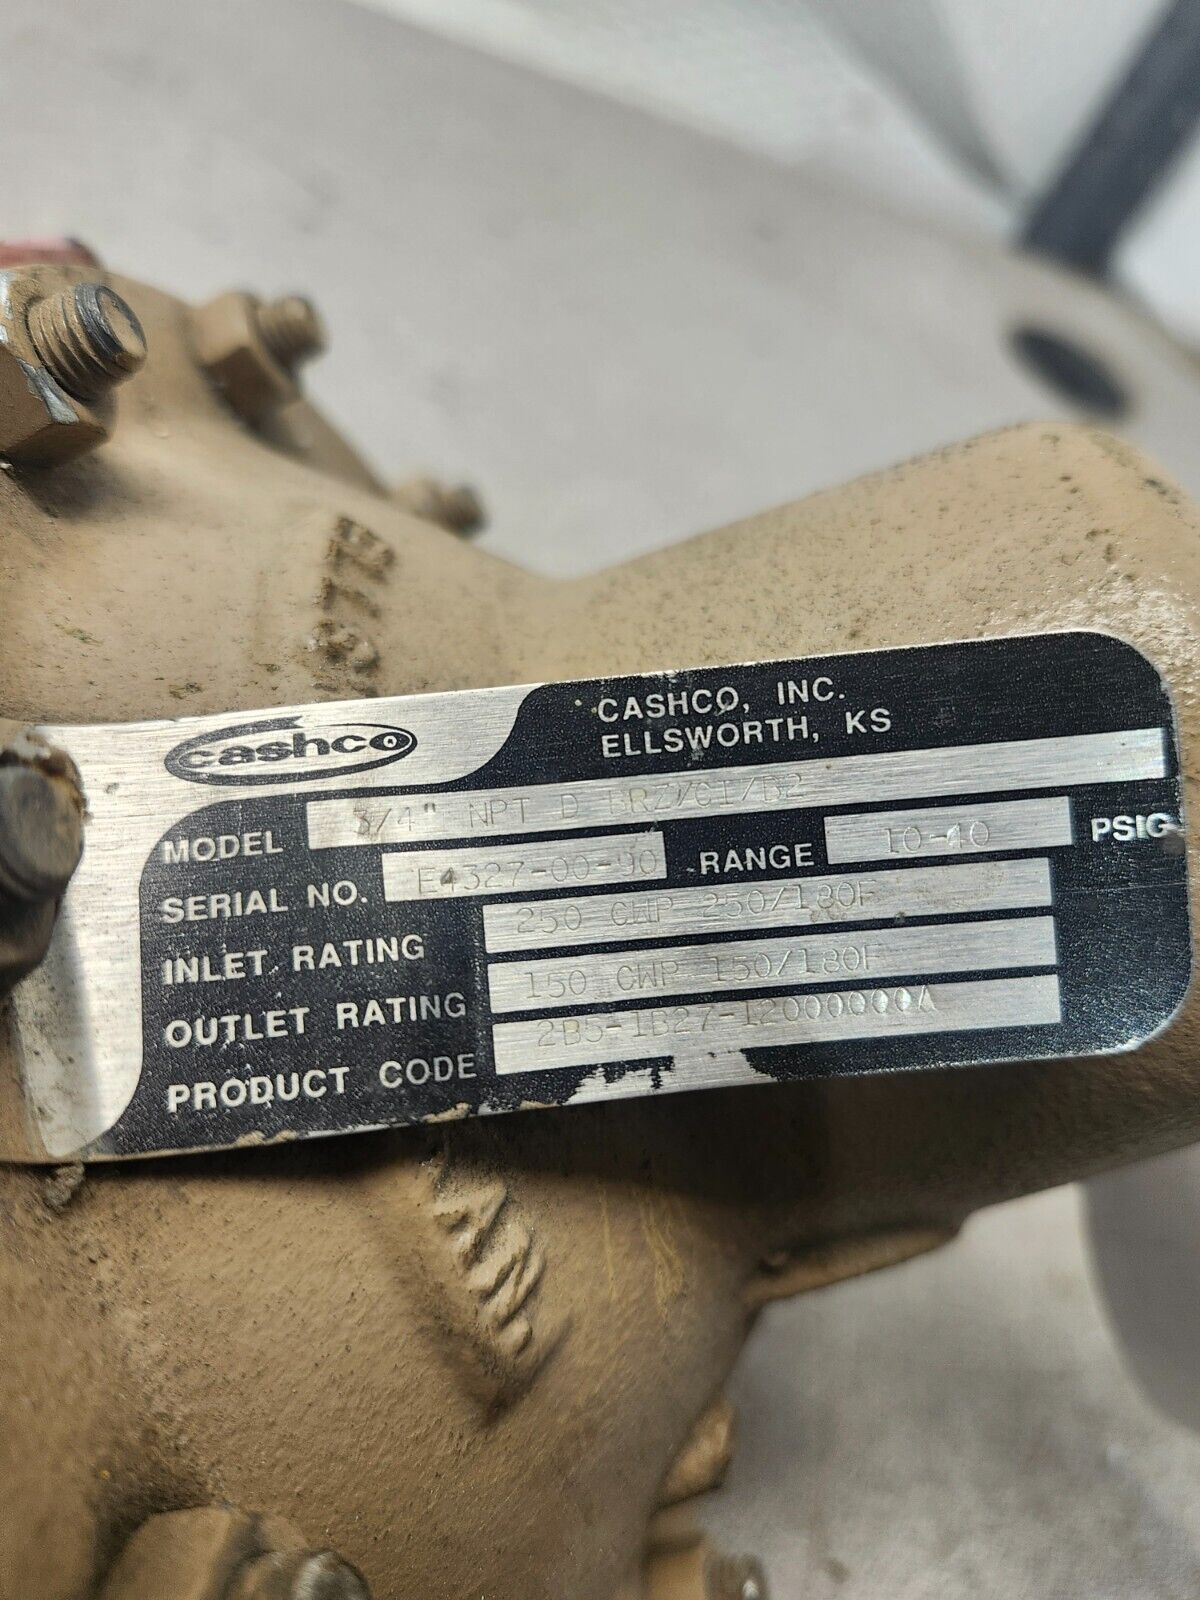 cashco
CASHCO, INC.
ELLSWORTH, KS
MODEL 3/4" NPT D BRZ/CI/B2
SERIAL NO. E4327-00-90 RANGE 10-40 PSIG
INLET RATING 250 CWP 250/180F
OUTLET RATING 150 CWP 150/180F
PRODUCT CODE 2B5-1B27-12000000A